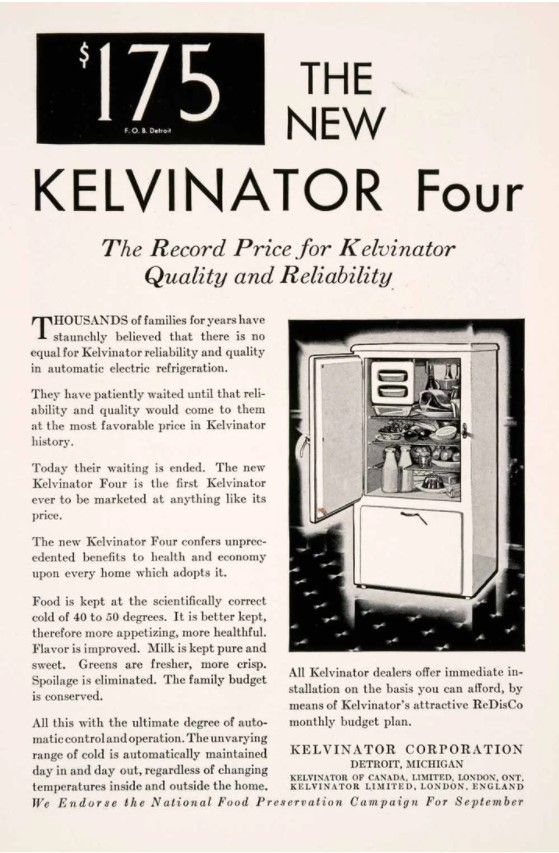 $175
F. O. B. Detroit
THE
NEW
KELVINATOR Four
The Record Price for Kelvinator
Quality and Reliability
THOUSANDS of families for years have
staunchly believed that there is no
equal for Kelvinator reliability and quality
in automatic electric refrigeration.
They have patiently waited until that reli-
ability and quality would come to them
at the most favorable price in Kelvinator
history.
Today their waiting is ended. The new
Kelvinator Four is the first Kelvinator
ever to be marketed at anything like its
price.
The new Kelvinator Four confers unprec-
edented benefits to health and economy
upon every home which adopts it.
Food is kept at the scientifically correct
cold of 40 to 50 degrees. It is better kept,
therefore more appetizing, more healthful.
Flavor is improved. Milk is kept pure and
sweet. Greens are fresher, more crisp.
Spoilage is eliminated. The family budget
is conserved.
All this with the ultimate degree of auto-
matic control and operation. The unvarying
range of cold is automatically maintained
day in and day out, regardless of changing
temperatures inside and outside the home.
All Kelvinator dealers offer immediate in-
stallation on the basis you can afford, by
means of Kelvinator's attractive ReDisCo
monthly budget plan.
KELVINATOR CORPORATION
DETROIT, MICHIGAN
KELVINATOR OF CANADA, LIMITED, LONDON, ONT.
KELVINATOR LIMITED, LONDON, ENGLAND
We Endorse the National Food Preservation Campaign For September